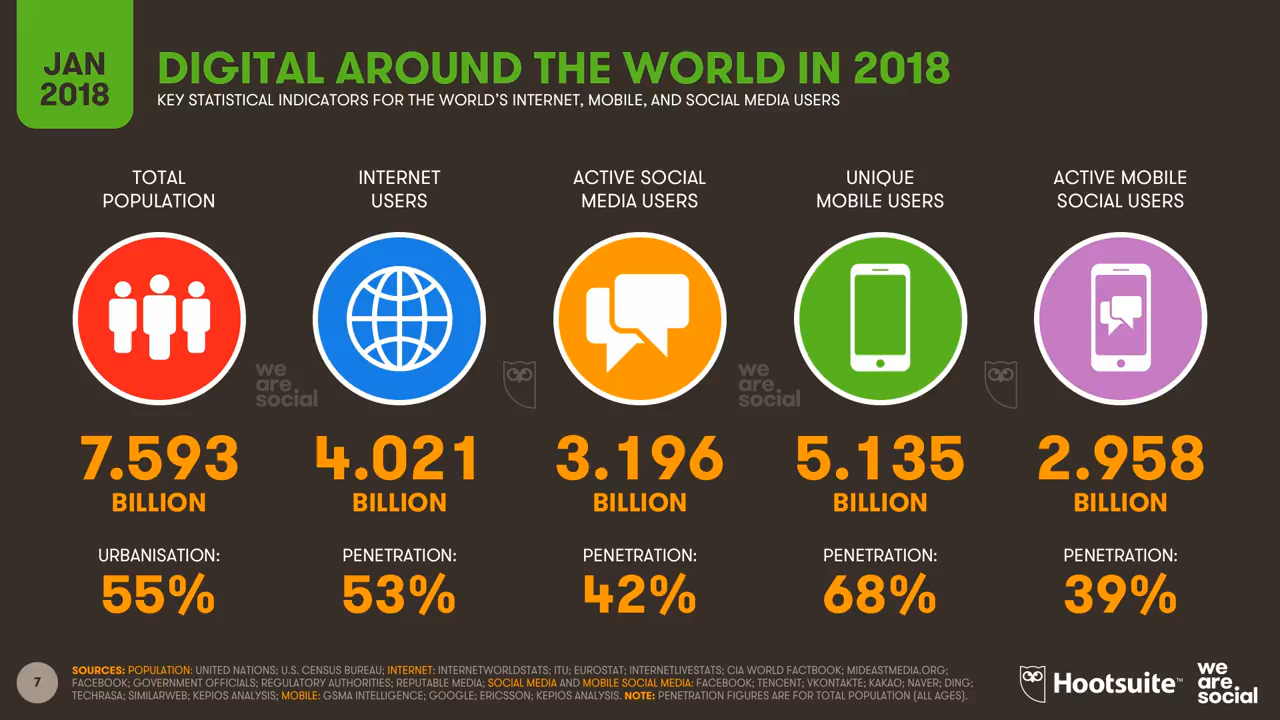 JAN
2018
DIGITAL AROUND THE WORLD IN 2018
KEY STATISTICAL INDICATORS FOR THE WORLD'S INTERNET, MOBILE, AND SOCIAL MEDIA USERS
TOTAL
POPULATION
INTERNET
USERS
ACTIVE SOCIAL
MEDIA USERS
UNIQUE
MOBILE USERS
ACTIVE MOBILE
SOCIAL USERS
we
are
social
we
are
social
7.593
BILLION
4.021
BILLION
3.196
BILLION
5.135
BILLION
2.958
BILLION
URBANISATION:
55%
PENETRATION:
53%
PENETRATION:
42%
PENETRATION:
68%
PENETRATION:
39%
7
SOURCES: POPULATION: UNITED NATIONS; U.S. CENSUS BUREAU; INTERNET: INTERNETWORLDSTATS; ITU; EUROSTAT; INTERNETLIVESTATS; CIA WORLD FACTBOOK; MIDEASTMEDIA.ORG;
FACEBOOK; GOVERNMENT OFFICIALS; REGULATORY AUTHORITIES; REPUTABLE MEDIA; SOCIAL MEDIA AND MOBILE SOCIAL MEDIA: FACEBOOK; TENCENT; VKONTAKTE; KAKAO; NAVER; DING;
TECHRASA; SIMILARWEB; KEPIOS ANALYSIS; MOBILE: GSMA INTELLIGENCE; GOOGLE; ERICSSON; KEPIOS ANALYSIS. NOTE: PENETRATION FIGURES ARE FOR TOTAL POPULATION (ALL AGES).
Hootsuite™
we
are
social